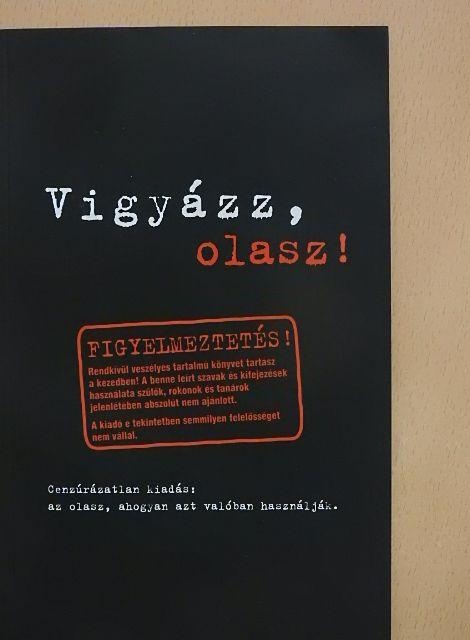 Vigyázz,
olasz!
FIGYELMEZTETÉS!
Rendkívül veszélyes tartalmú könyvet tartasz
a kezedben! A benne leírt szavak és kifejezések
használata szülők, rokonok és tanárok
jelenlétében abszolút nem ajánlott.
A kiadó e tekintetben semmilyen felelősséget
nem vállal.
Cenzúrázatlan kiadás:
az olasz, ahogyan azt valóban használják.